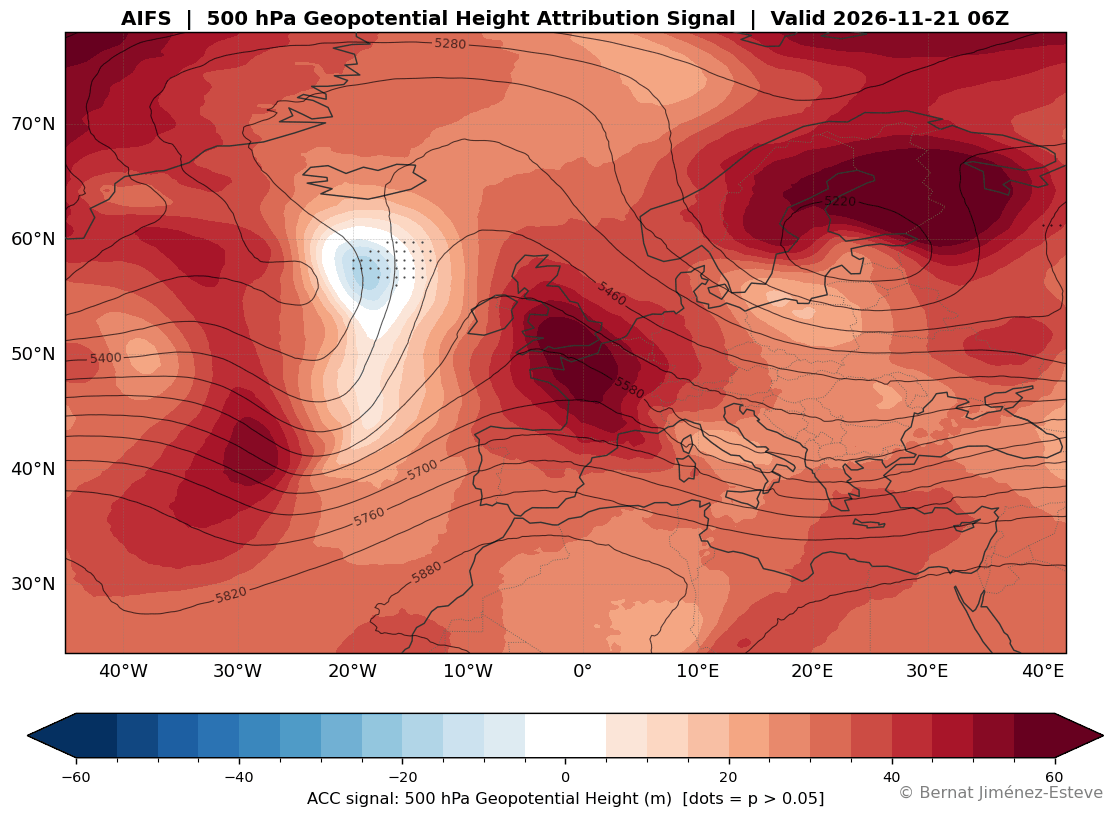 AIFS | 500 hPa Geopotential Height Attribution Signal | Valid 2026-11-21 06Z
5280
70°N
5220
60°N
5460
5400
50°N
5580
5700
40°N
5760
5880
30°N
5820
40°W 30°W 20°W 10°W 0° 10°E 20°E 30°E 40°E
−60 −40 −20 0 20 40 60
ACC signal: 500 hPa Geopotential Height (m) [dots = p > 0.05]
© Bernat Jiménez-Esteve